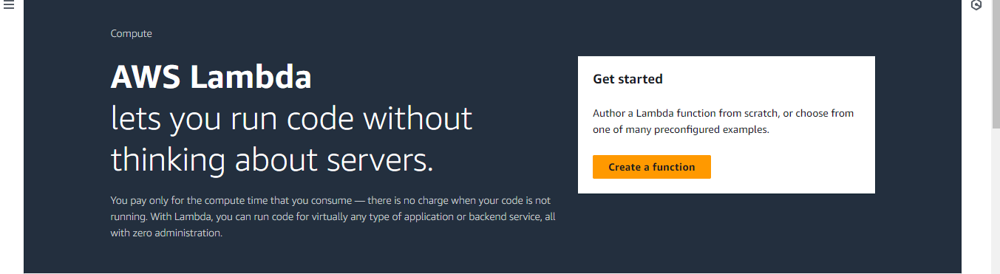 Compute
AWS Lambda
lets you run code without
thinking about servers.
You pay only for the compute time that you consume — there is no charge when your code is not
running. With Lambda, you can run code for virtually any type of application or backend service, all
with zero administration.
Get started
Author a Lambda function from scratch, or choose from
one of many preconfigured examples.
Create a function